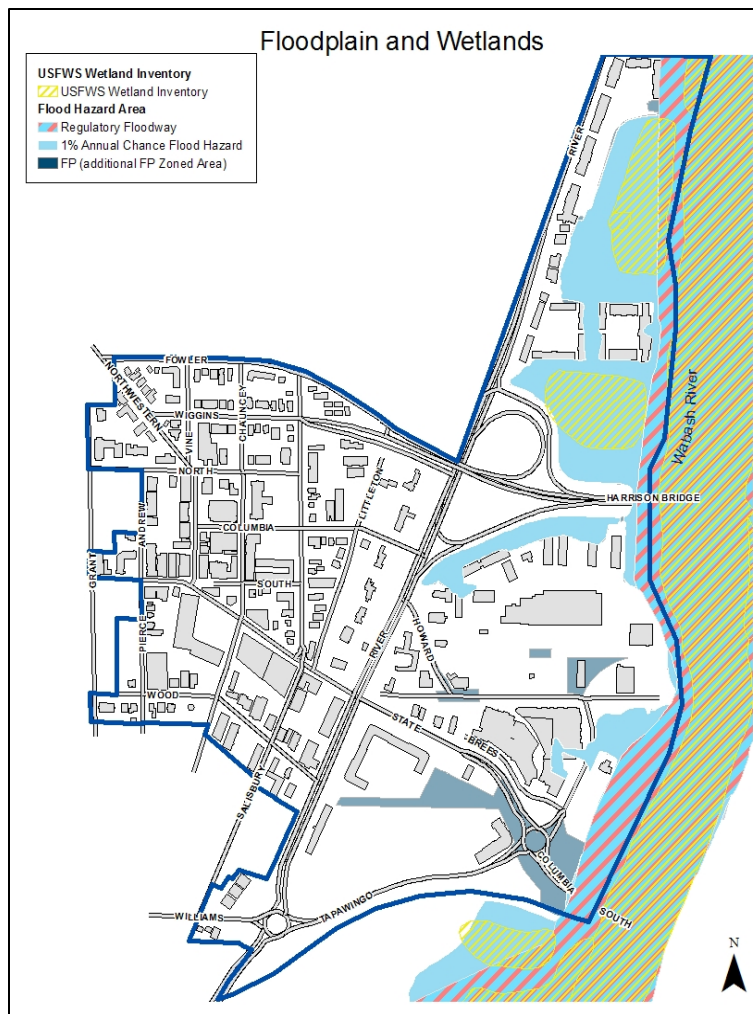 Floodplain and Wetlands
USFWS Wetland Inventory
USFWS Wetland Inventory
Flood Hazard Area
Regulatory Floodway
1% Annual Chance Flood Hazard
FP (additional FP Zoned Area)
RIVER
FOWLER
NORTHWESTERN
WIGGINS
VINE
CHAUNCEY
Wabash River
NORTH
LITTLETON
HARRISON BRIDGE
ANDREW
COLUMBIA
GRANT
SOUTH
PIERCE
RIVER
HOWARD
WOOD
STATE
BREES
SALISBURY
COLUMBIA
TAPAWINGO
WILLIAMS
SOUTH
N